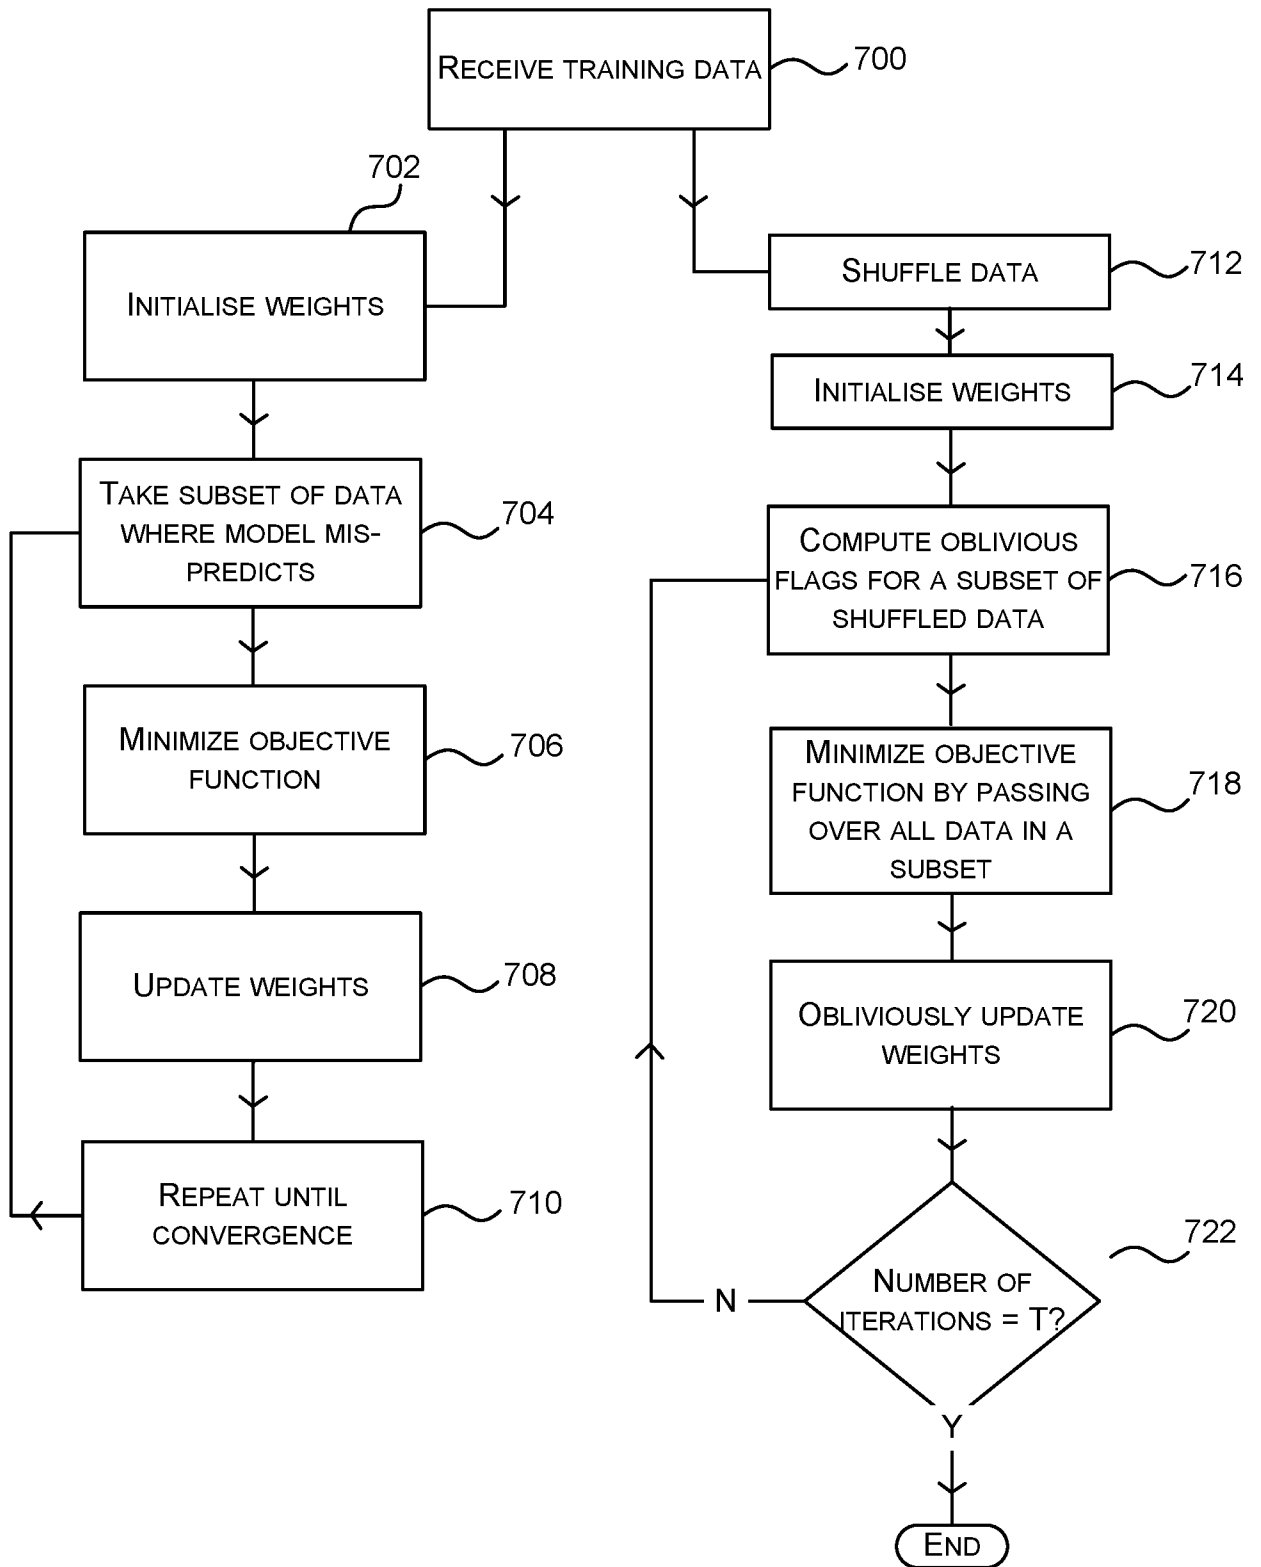 RECEIVE TRAINING DATA
700
702
INITIALISE WEIGHTS
TAKE SUBSET OF DATA
WHERE MODEL MIS-
PREDICTS
704
MINIMIZE OBJECTIVE
FUNCTION
706
UPDATE WEIGHTS
708
REPEAT UNTIL
CONVERGENCE
710
SHUFFLE DATA
712
INITIALISE WEIGHTS
714
COMPUTE OBLIVIOUS
FLAGS FOR A SUBSET OF
SHUFFLED DATA
716
MINIMIZE OBJECTIVE
FUNCTION BY PASSING
OVER ALL DATA IN A
SUBSET
718
OBLIVIOUSLY UPDATE
WEIGHTS
720
722
NUMBER OF
ITERATIONS = T?
N
Y
END